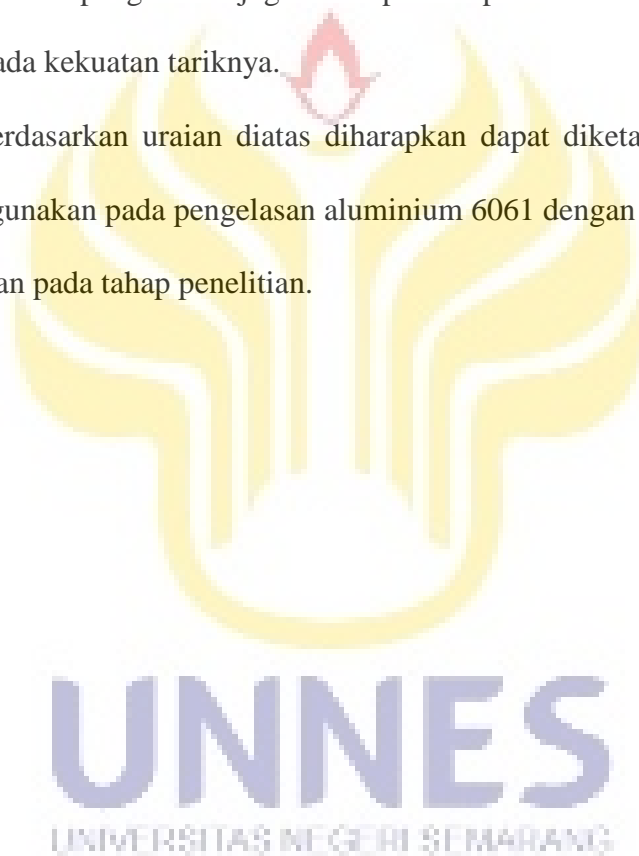 ada kekuatan tariknya.
erdasarkan uraian diatas diharapkan dapat diketa
gunakan pada pengelasan aluminium 6061 dengan
an pada tahap penelitian.
UNNES
UNIVERSITAS NEGERI SEMARANG